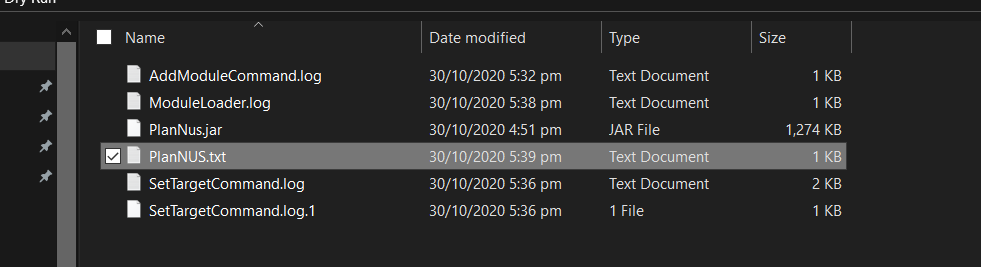 Dry Run
Name Date modified Type Size
AddModuleCommand.log 30/10/2020 5:32 pm Text Document 1 KB
ModuleLoader.log 30/10/2020 5:38 pm Text Document 1 KB
PlanNus.jar 30/10/2020 4:51 pm JAR File 1,274 KB
PlanNUS.txt 30/10/2020 5:39 pm Text Document 1 KB
SetTargetCommand.log 30/10/2020 5:36 pm Text Document 2 KB
SetTargetCommand.log.1 30/10/2020 5:36 pm 1 File 1 KB